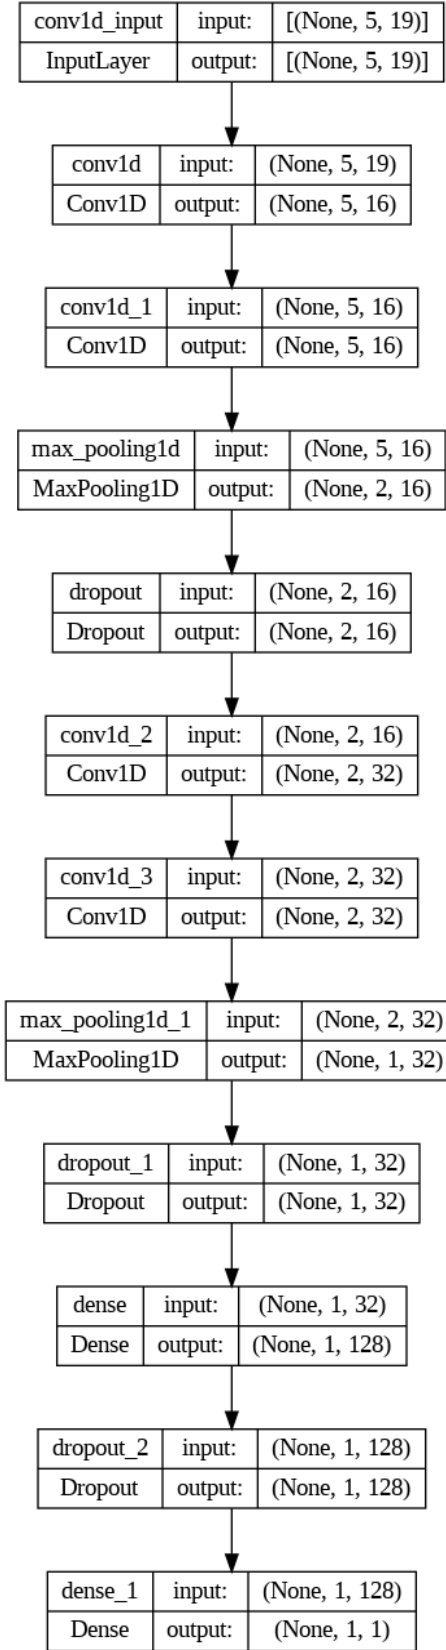 conv1d_input input: [(None, 5, 19)]
InputLayer output: [(None, 5, 19)]
conv1d input: (None, 5, 19)
Conv1D output: (None, 5, 16)
conv1d_1 input: (None, 5, 16)
Conv1D output: (None, 5, 16)
max_pooling1d input: (None, 5, 16)
MaxPooling1D output: (None, 2, 16)
dropout input: (None, 2, 16)
Dropout output: (None, 2, 16)
conv1d_2 input: (None, 2, 16)
Conv1D output: (None, 2, 32)
conv1d_3 input: (None, 2, 32)
Conv1D output: (None, 2, 32)
max_pooling1d_1 input: (None, 2, 32)
MaxPooling1D output: (None, 1, 32)
dropout_1 input: (None, 1, 32)
Dropout output: (None, 1, 32)
dense input: (None, 1, 32)
Dense output: (None, 1, 128)
dropout_2 input: (None, 1, 128)
Dropout output: (None, 1, 128)
dense_1 input: (None, 1, 128)
Dense output: (None, 1, 1)